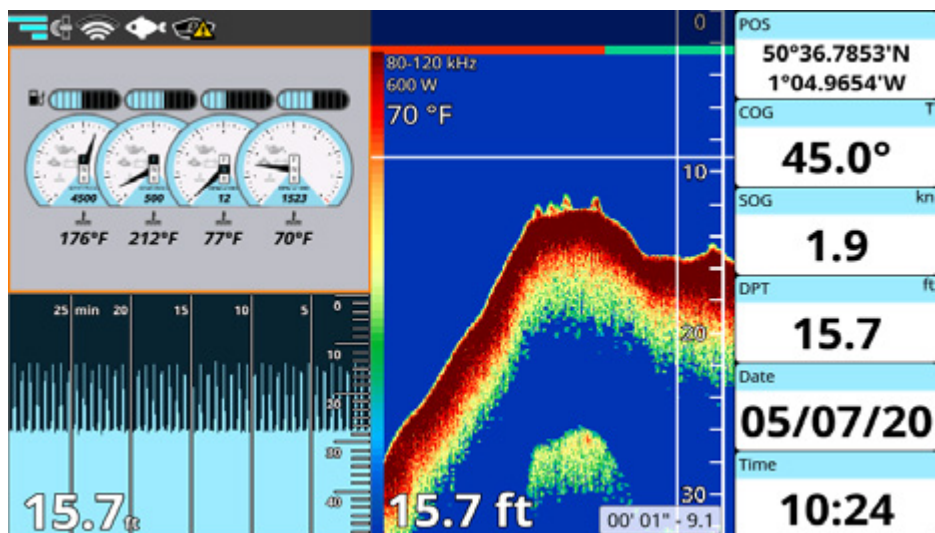 4500
500
12
1523
176°F
212°F
77°F
70°F
25 min
20
15
10
5
0
10
20
30
40
15.7 ft
80-120 kHz
600 W
70 °F
0
10
20
30
15.7 ft
00' 01" - 9.1
POS
50°36.7853'N
1°04.9654'W
COG
T
45.0°
SOG
kn
1.9
DPT
ft
15.7
Date
05/07/20
Time
10:24